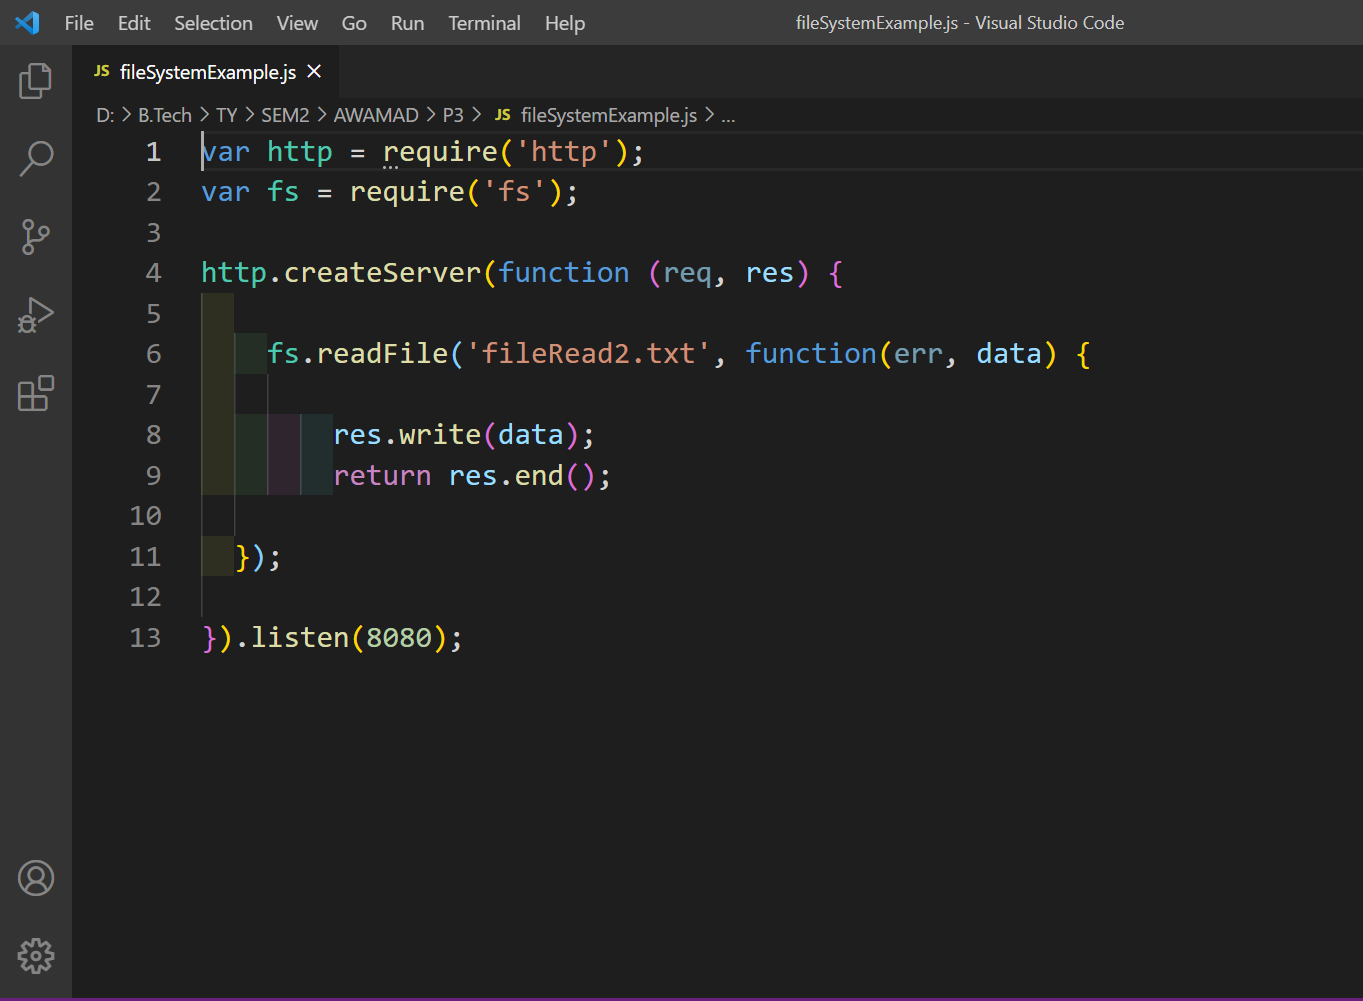 File Edit Selection View Go Run Terminal Help fileSystemExample.js - Visual Studio Code
JS fileSystemExample.js
D: > B.Tech > TY > SEM2 > AWAMAD > P3 > JS fileSystemExample.js > ...
1 var http = require('http');
2 var fs = require('fs');
3
4 http.createServer(function (req, res) {
5
6     fs.readFile('fileRead2.txt', function(err, data) {
7
8         res.write(data);
9         return res.end();
10
11   });
12
13 }).listen(8080);